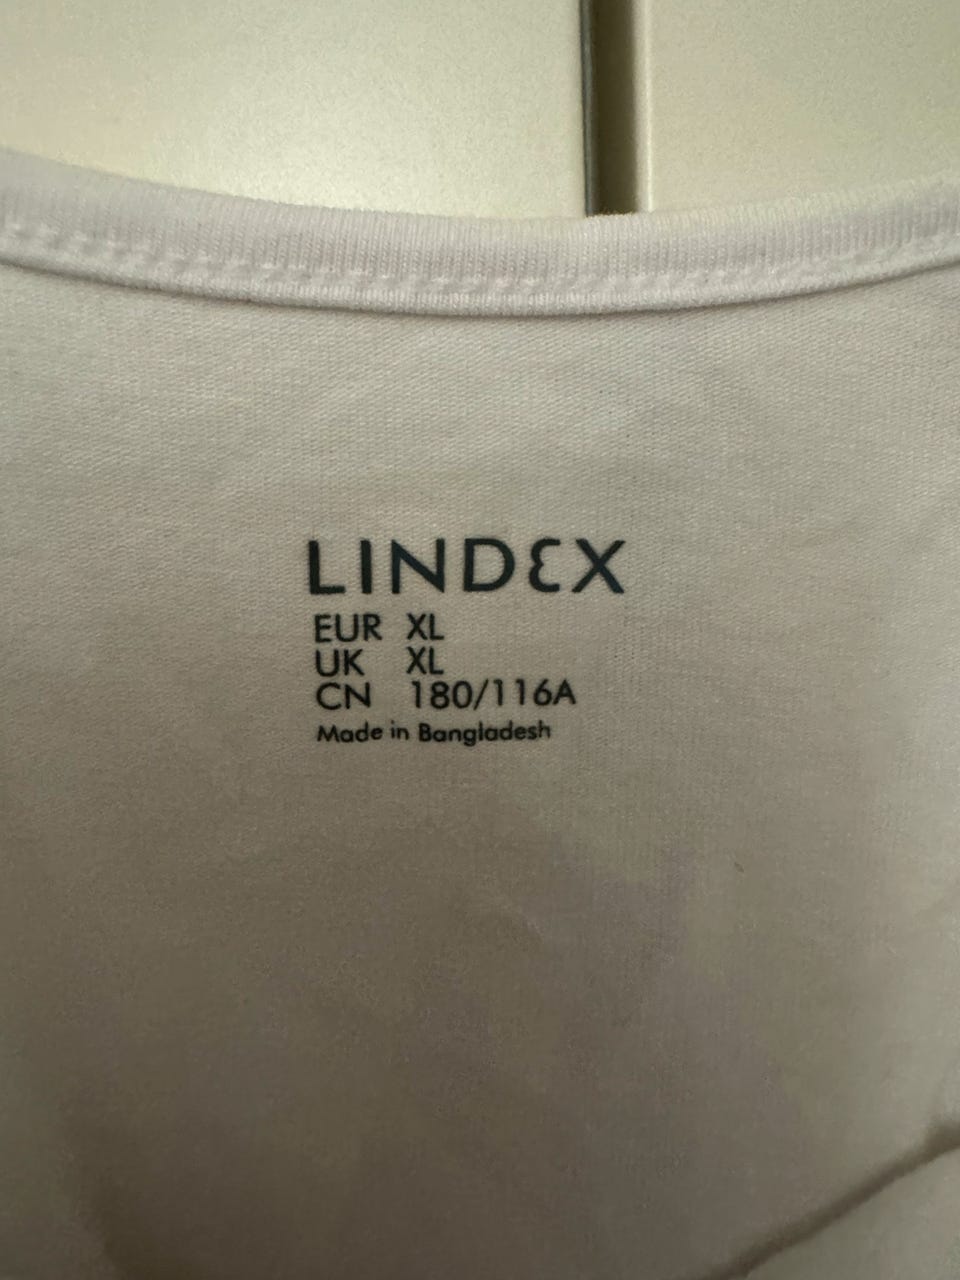 LINDEX
EUR XL
UK XL
CN 180/116A
Made in Bangladesh